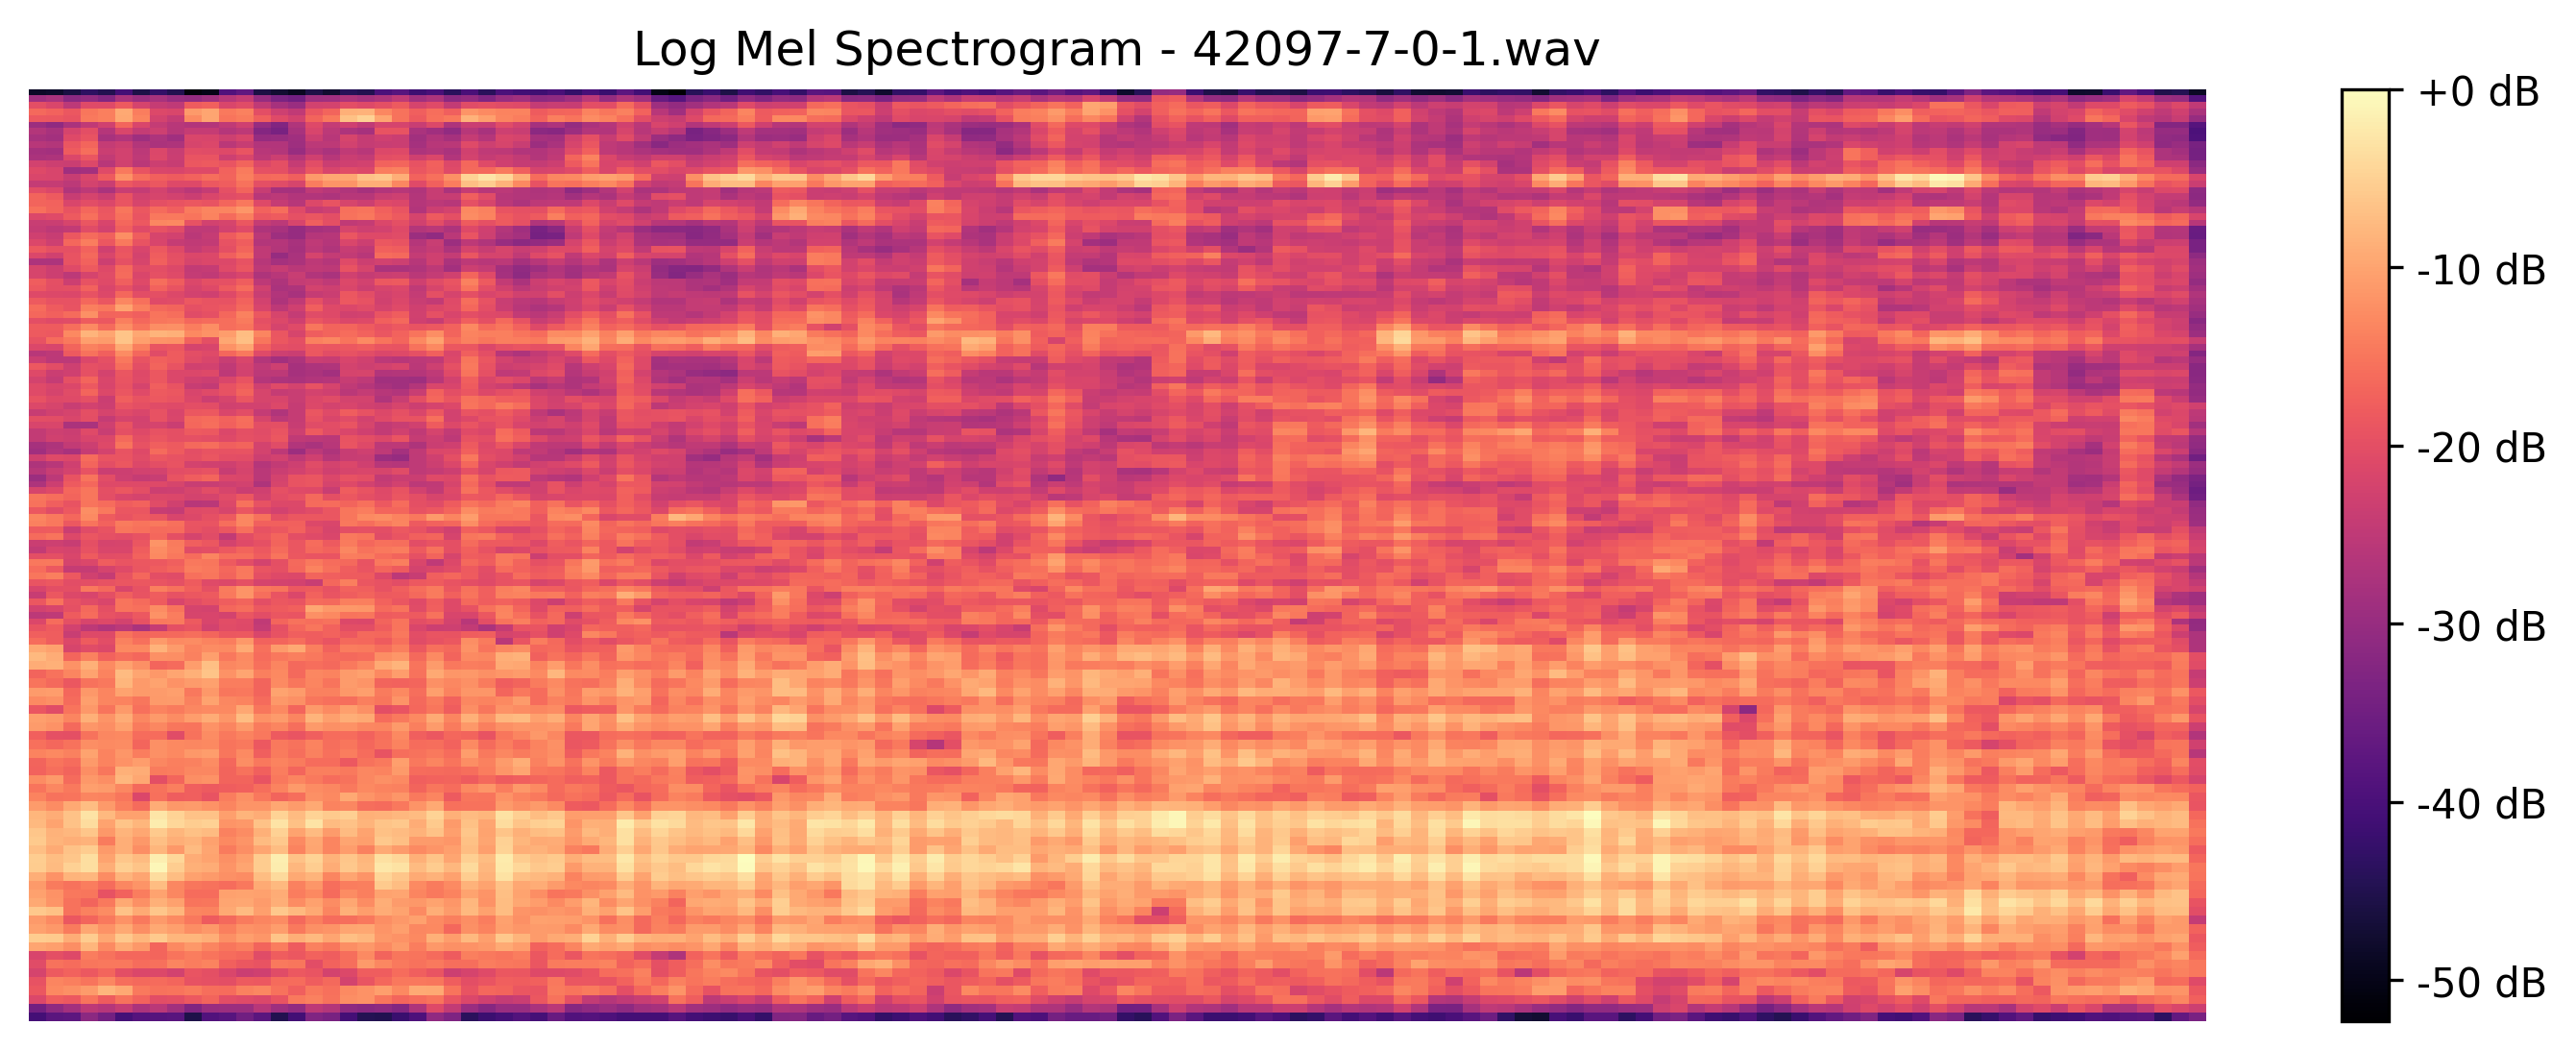 Log Mel Spectrogram - 42097-7-0-1.wav
+0 dB
-10 dB
-20 dB
-30 dB
-40 dB
-50 dB